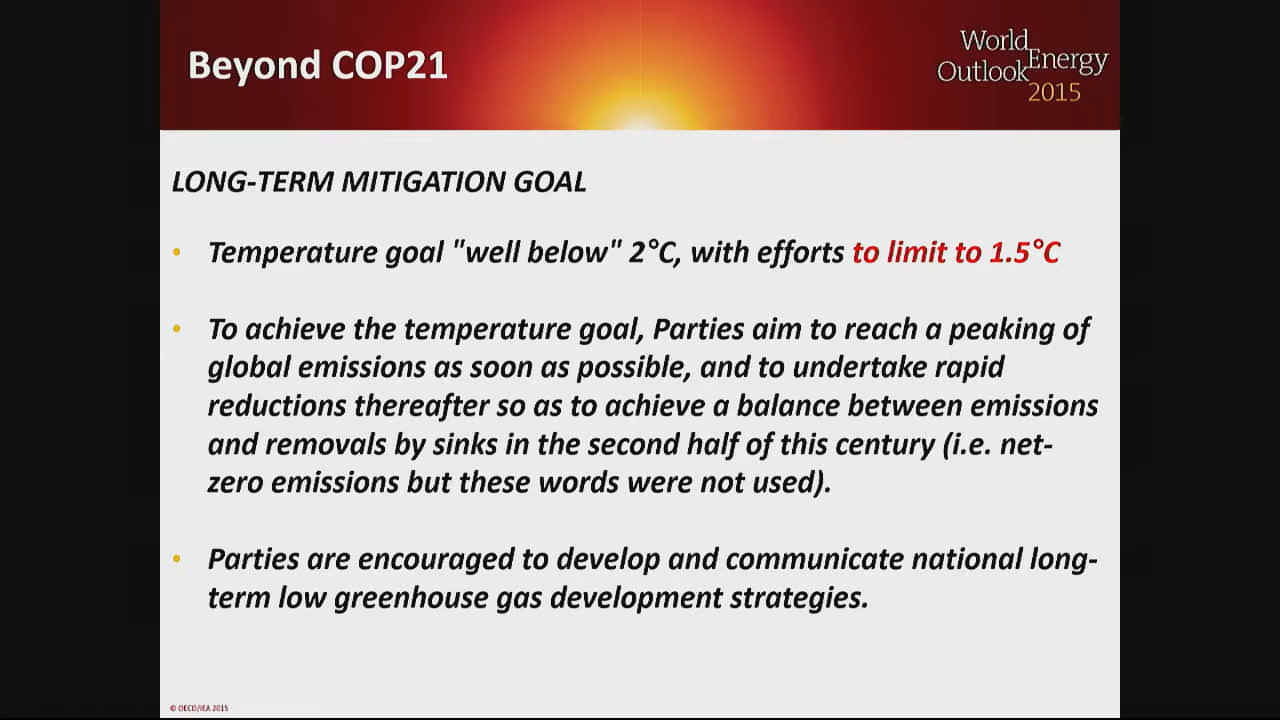 Beyond COP21
World
Energy
Outlook
2015
LONG-TERM MITIGATION GOAL
• Temperature goal "well below" 2°C, with efforts to limit to 1.5°C
• To achieve the temperature goal, Parties aim to reach a peaking of
global emissions as soon as possible, and to undertake rapid
reductions thereafter so as to achieve a balance between emissions
and removals by sinks in the second half of this century (i.e. net-
zero emissions but these words were not used).
• Parties are encouraged to develop and communicate national long-
term low greenhouse gas development strategies.
© OECD/IEA 2015